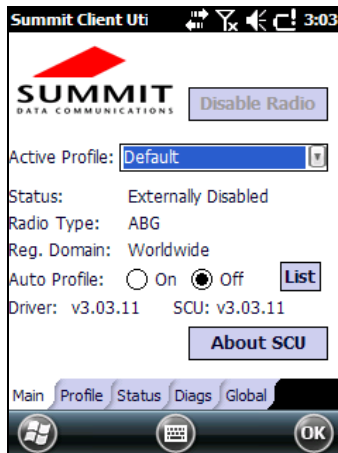 Summit Client Uti 3:03
SUMMIT
DATA COMMUNICATIONS
Disable Radio
Active Profile: Default
Status: Externally Disabled
Radio Type: ABG
Reg. Domain: Worldwide
Auto Profile: On Off List
Driver: v3.03.11 SCU: v3.03.11
About SCU
Main Profile Status Diags Global
OK